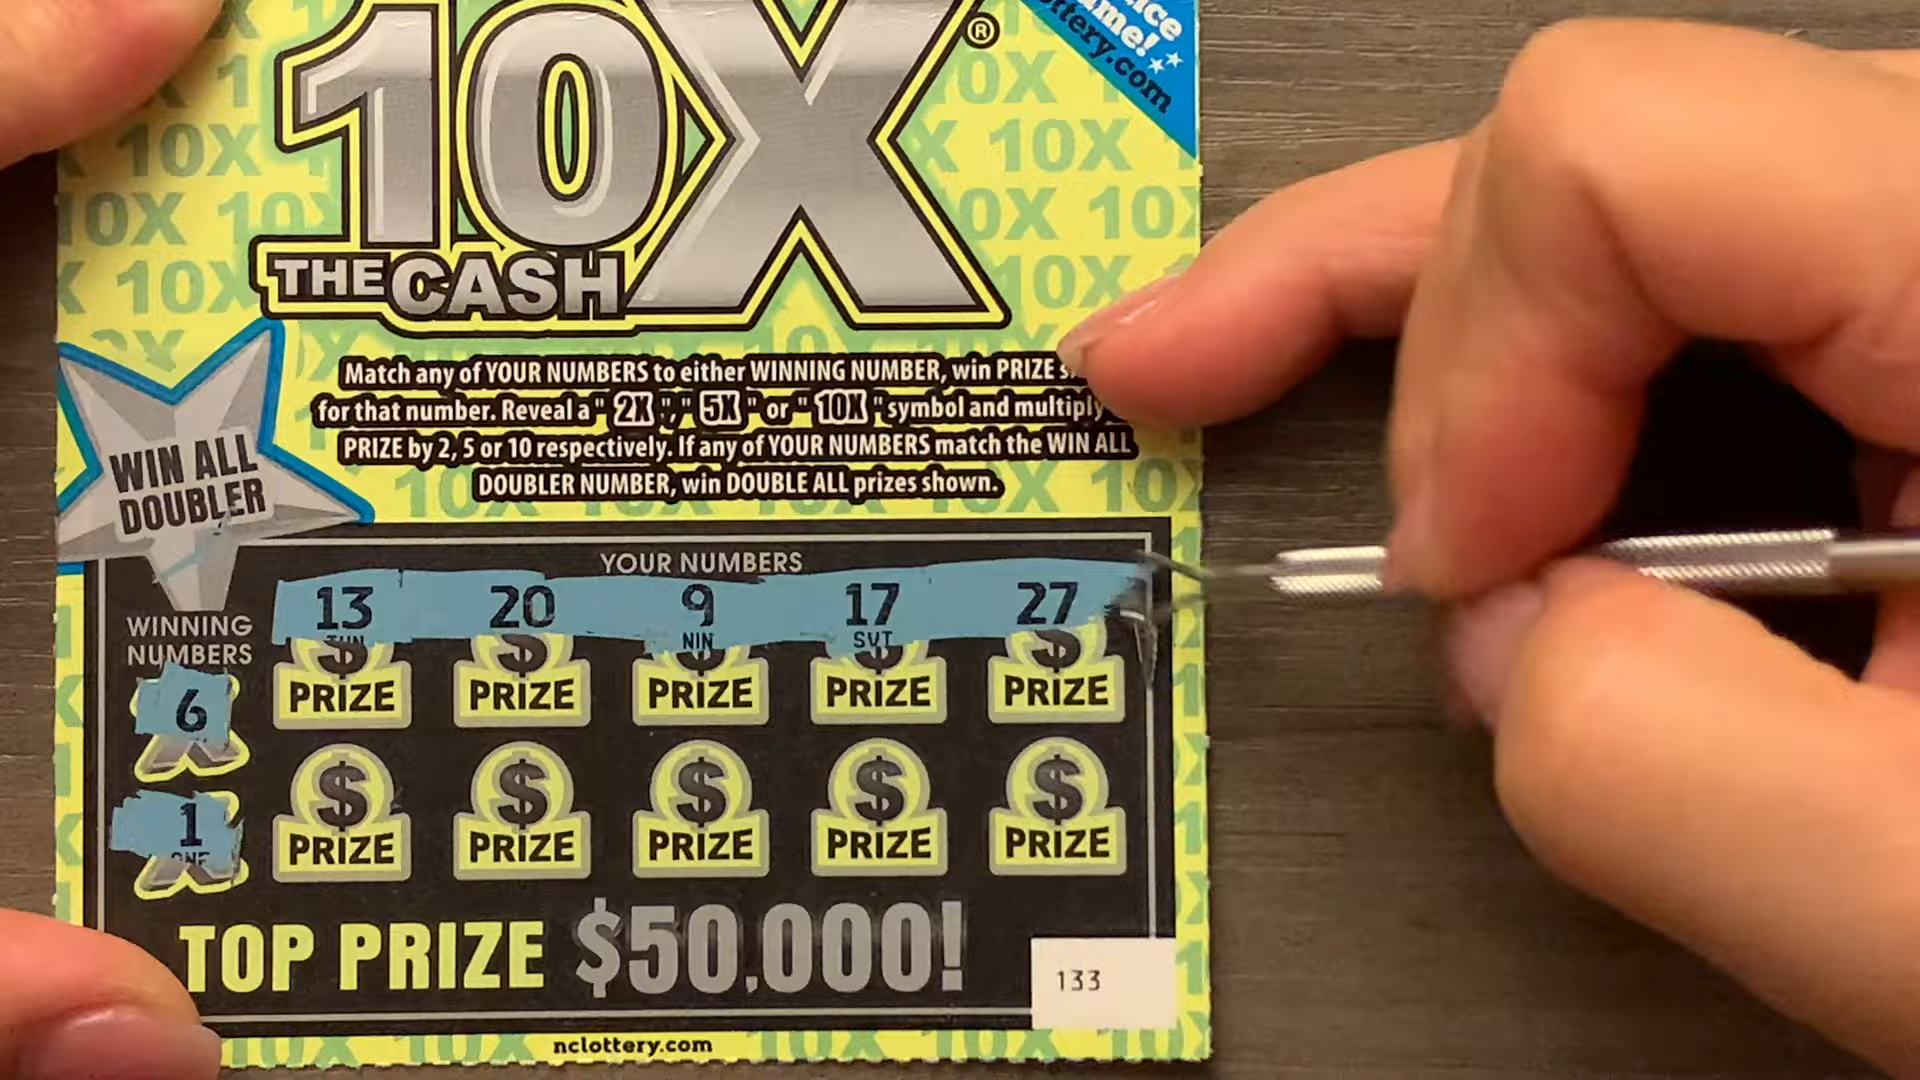 10X®
THE CASH
ottery.com
Match any of YOUR NUMBERS to either WINNING NUMBER, win PRIZE
for that number. Reveal a "2X", "5X" or "10X" symbol and multiply
PRIZE by 2, 5 or 10 respectively. If any of YOUR NUMBERS match the WIN ALL
DOUBLER NUMBER, win DOUBLE ALL prizes shown.
WIN ALL
DOUBLER
YOUR NUMBERS
13 20 9 17 27
NIN SVT
WINNING
NUMBERS
$ $ $ $ $
PRIZE PRIZE PRIZE PRIZE PRIZE
6
$ $ $ $ $
1
PRIZE PRIZE PRIZE PRIZE PRIZE
TOP PRIZE $50,000!
133
nclottery.com